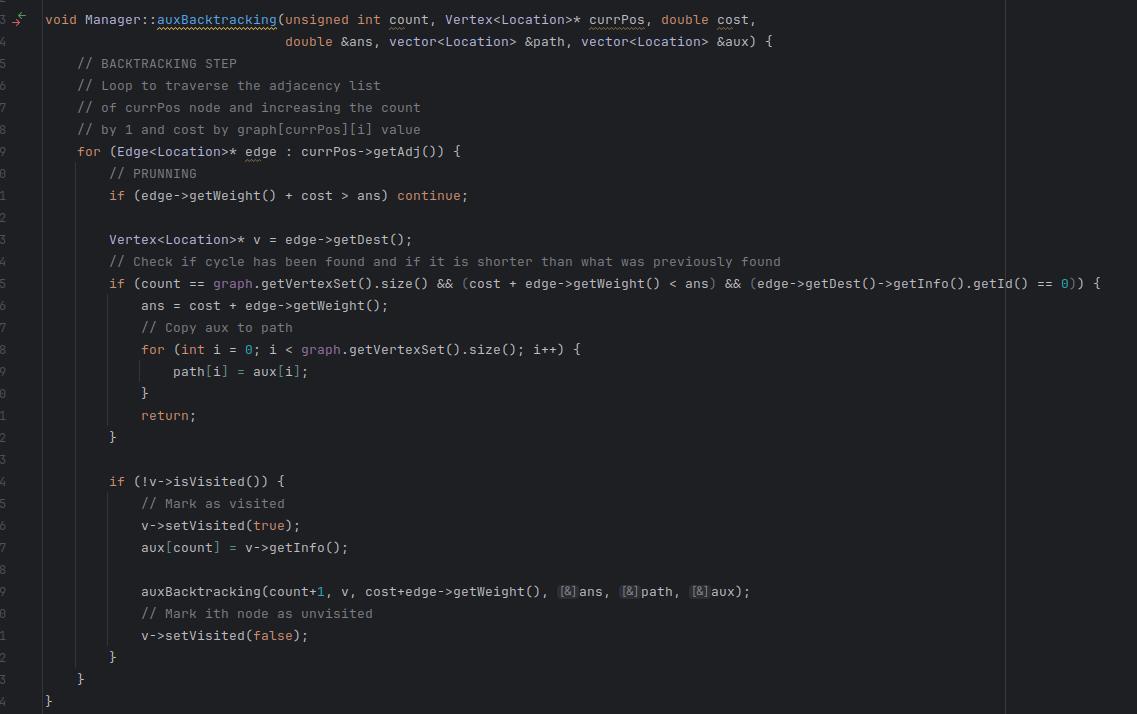 3 void Manager::auxBacktracking(unsigned int count, Vertex<Location>* currPos, double cost,
4 double &ans, vector<Location> &path, vector<Location> &aux) {
5 // BACKTRACKING STEP
6 // Loop to traverse the adjacency list
7 // of currPos node and increasing the count
8 // by 1 and cost by graph[currPos][i] value
9 for (Edge<Location>* edge : currPos->getAdj()) {
0 // PRUNNING
1 if (edge->getWeight() + cost > ans) continue;
2
3 Vertex<Location>* v = edge->getDest();
4 // Check if cycle has been found and if it is shorter than what was previously found
5 if (count == graph.getVertexSet().size() && (cost + edge->getWeight() < ans) && (edge->getDest()->getInfo().getId() == 0)) {
6 ans = cost + edge->getWeight();
7 // Copy aux to path
8 for (int i = 0; i < graph.getVertexSet().size(); i++) {
9 path[i] = aux[i];
0 }
1 return;
2 }
3
4 if (!v->isVisited()) {
5 // Mark as visited
6 v->setVisited(true);
7 aux[count] = v->getInfo();
8
9 auxBacktracking(count+1, v, cost+edge->getWeight(), [&]ans, [&]path, [&]aux);
0 // Mark ith node as unvisited
1 v->setVisited(false);
2 }
3 }
4 }